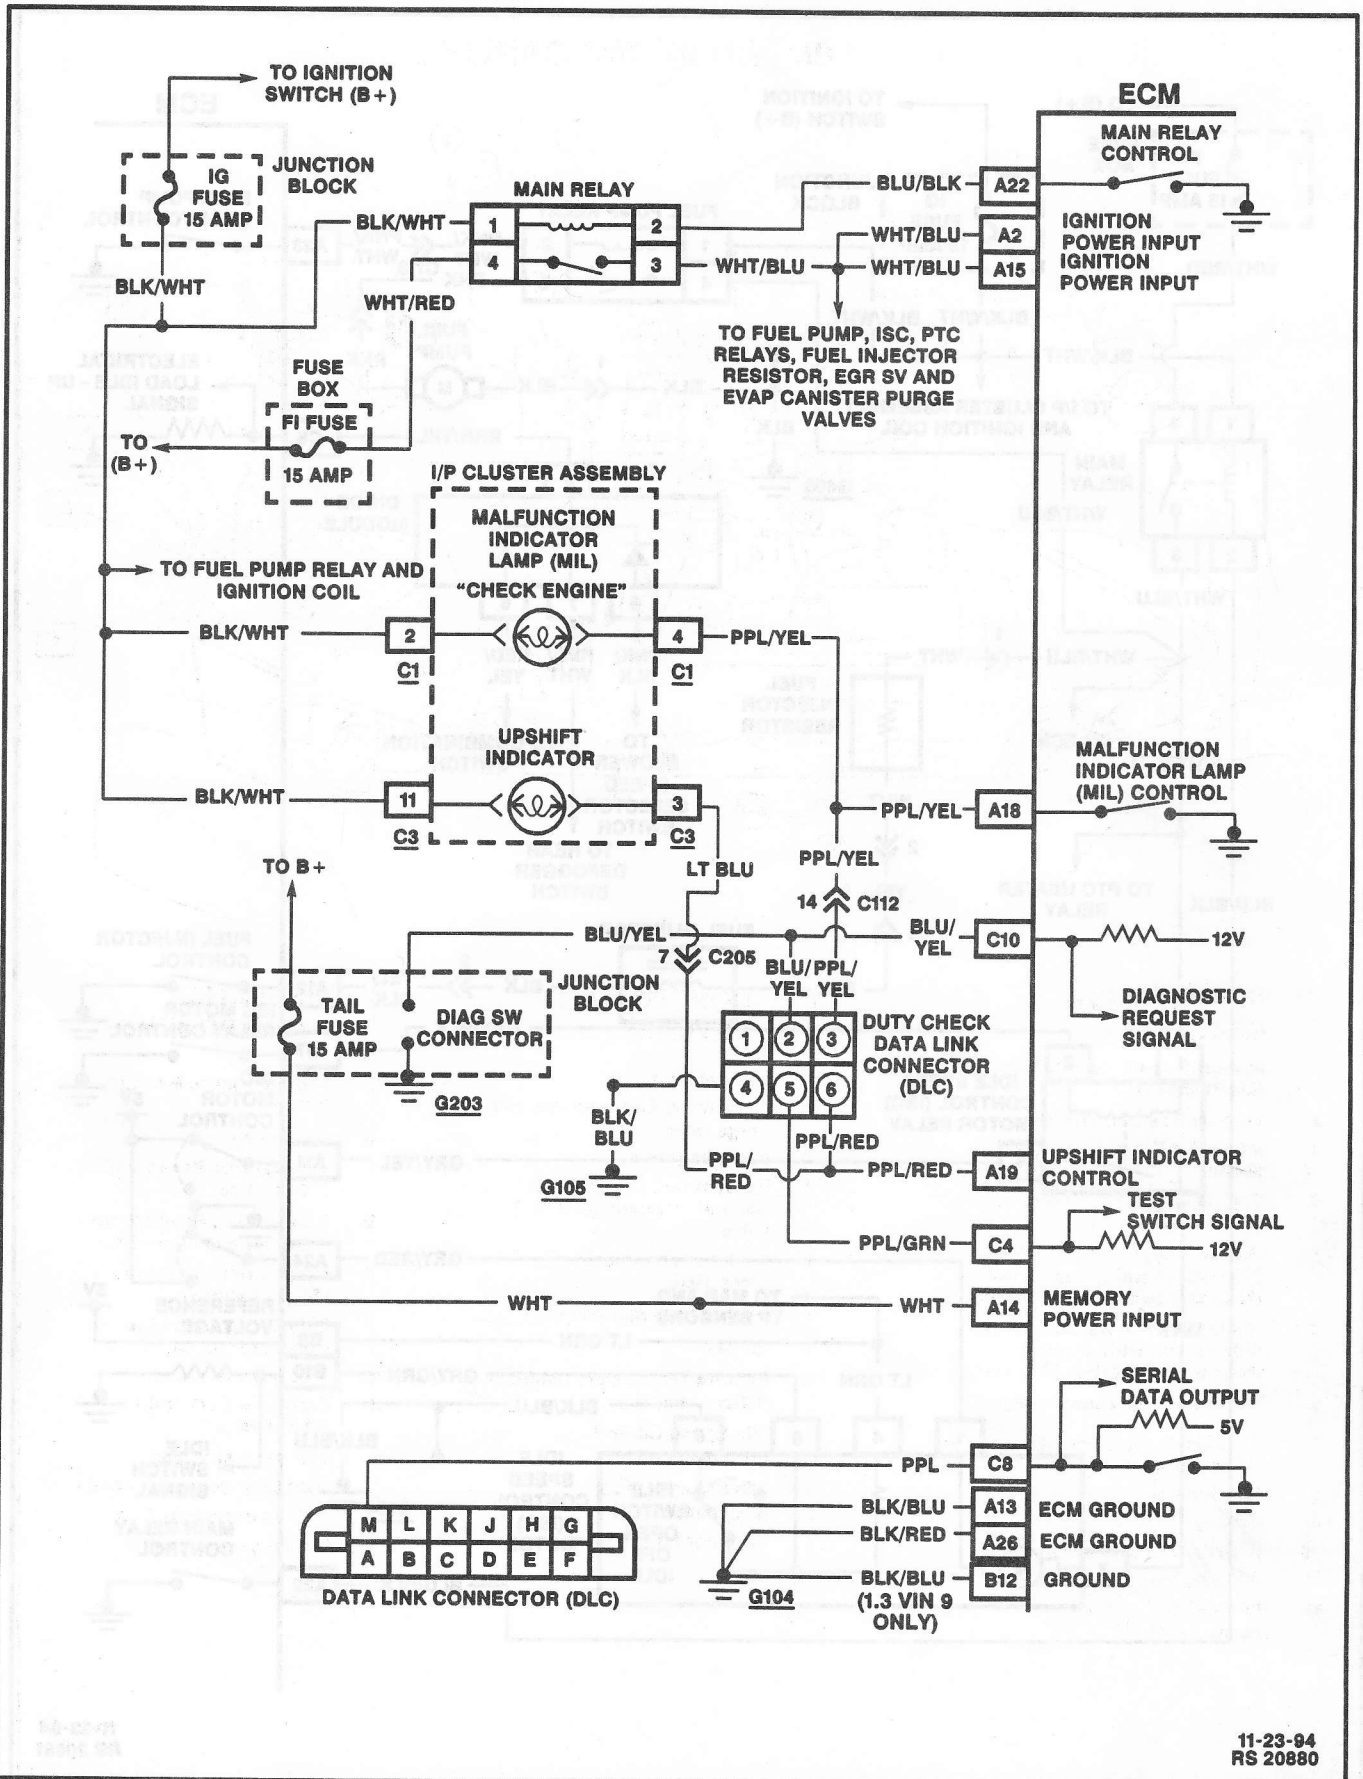 TO IGNITION
SWITCH (B+)
ECM
MAIN RELAY
CONTROL
JUNCTION
BLOCK
IG
FUSE
15 AMP
MAIN RELAY
BLU/BLK
A22
BLK/WHT
1
2
4
3
WHT/BLU
A2
IGNITION
POWER INPUT
WHT/BLU
WHT/BLU
A15
IGNITION
POWER INPUT
BLK/WHT
WHT/RED
TO FUEL PUMP, ISC, PTC
RELAYS, FUEL INJECTOR
RESISTOR, EGR SV AND
EVAP CANISTER PURGE
VALVES
FUSE
BOX
FI FUSE
15 AMP
TO
(B+)
I/P CLUSTER ASSEMBLY
MALFUNCTION
INDICATOR
LAMP (MIL)
“CHECK ENGINE”
TO FUEL PUMP RELAY AND
IGNITION COIL
BLK/WHT
2
C1
4
C1
PPL/YEL
UPSHIFT
INDICATOR
BLK/WHT
11
C3
3
C3
LT BLU
MALFUNCTION
INDICATOR LAMP
(MIL) CONTROL
PPL/YEL
A18
PPL/YEL
14
C112
TO B+
BLU/YEL
7
C205
BLU/
YEL
C10
12V
DIAGNOSTIC
REQUEST
SIGNAL
BLU/
YEL
PPL/
YEL
JUNCTION
BLOCK
TAIL
FUSE
15 AMP
DIAG SW
CONNECTOR
G203
1
2
3
4
5
6
DUTY CHECK
DATA LINK
CONNECTOR
(DLC)
BLK/
BLU
G105
PPL/RED
PPL/
RED
PPL/RED
A19
UPSHIFT INDICATOR
CONTROL
TEST
SWITCH SIGNAL
PPL/GRN
C4
12V
WHT
WHT
A14
MEMORY
POWER INPUT
SERIAL
DATA OUTPUT
5V
PPL
C8
BLK/BLU
A13
ECM GROUND
BLK/RED
A26
ECM GROUND
BLK/BLU
(1.3 VIN 9
ONLY)
B12
GROUND
G104
M L K J H G
A B C D E F
DATA LINK CONNECTOR (DLC)
11-23-94
RS 20880